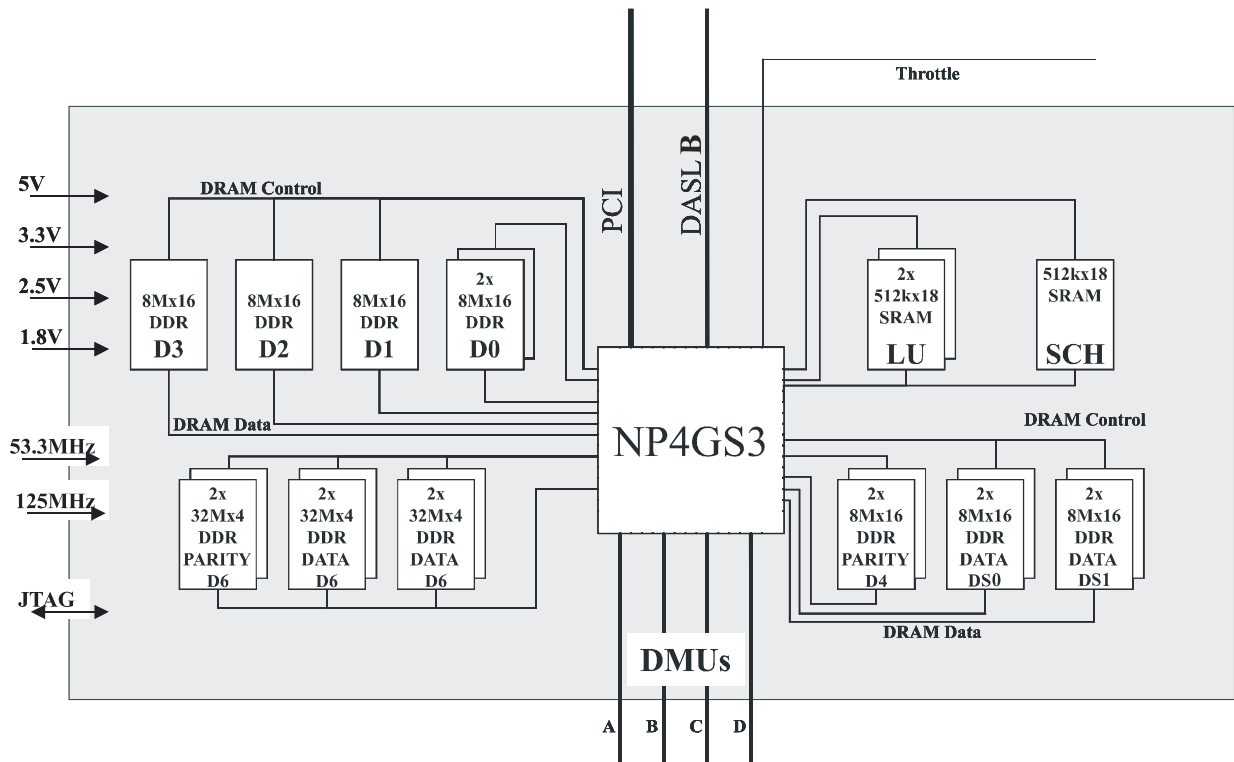 Throttle
PCI
DASL B
5V
3.3V
2.5V
1.8V
53.3MHz
125MHz
JTAG
DRAM Control
8Mx16
DDR
D3
8Mx16
DDR
D2
8Mx16
DDR
D1
2x
8Mx16
DDR
D0
2x
512kx18
SRAM
LU
512kx18
SRAM
SCH
DRAM Data
NP4GS3
DRAM Control
2x
32Mx4
DDR
PARITY
D6
2x
32Mx4
DDR
DATA
D6
2x
32Mx4
DDR
DATA
D6
2x
8Mx16
DDR
PARITY
D4
2x
8Mx16
DDR
DATA
DS0
2x
8Mx16
DDR
DATA
DS1
DRAM Data
DMUs
A
B
C
D